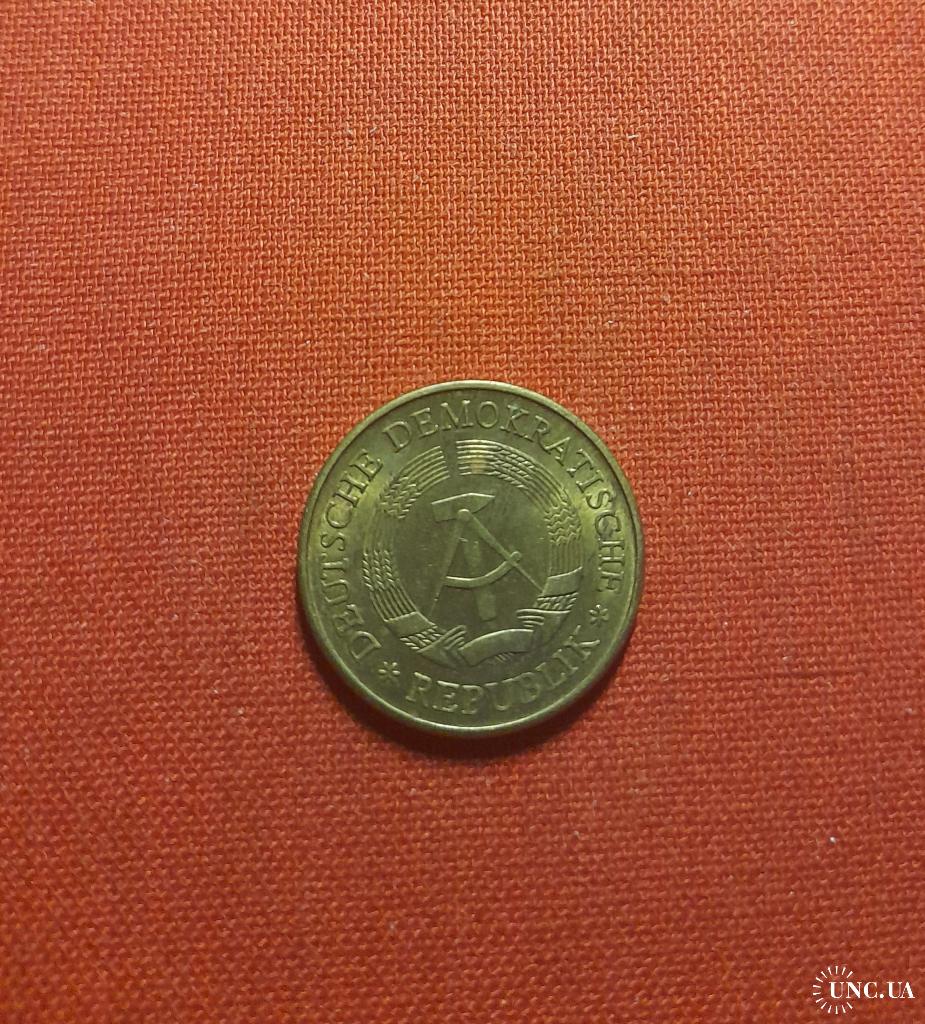 DEUTSCHE DEMOKRATISCHE
* REPUBLIK *
UNC.UA